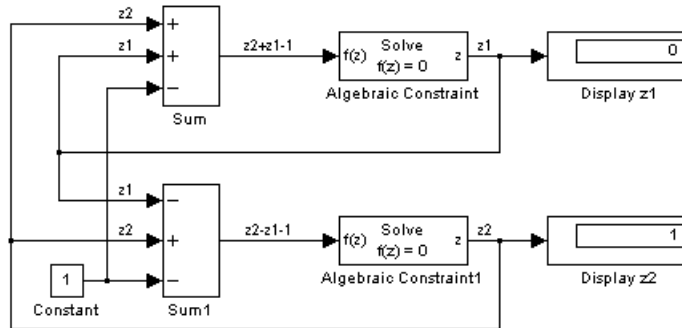 z2
z1
+
+
−
Sum
z2+z1-1
f(z)
Solve
f(z) = 0
z
Algebraic Constraint
z1
0
Display z1
z1
z2
−
+
−
Sum1
z2-z1-1
f(z)
Solve
f(z) = 0
z
Algebraic Constraint1
z2
1
Display z2
1
Constant